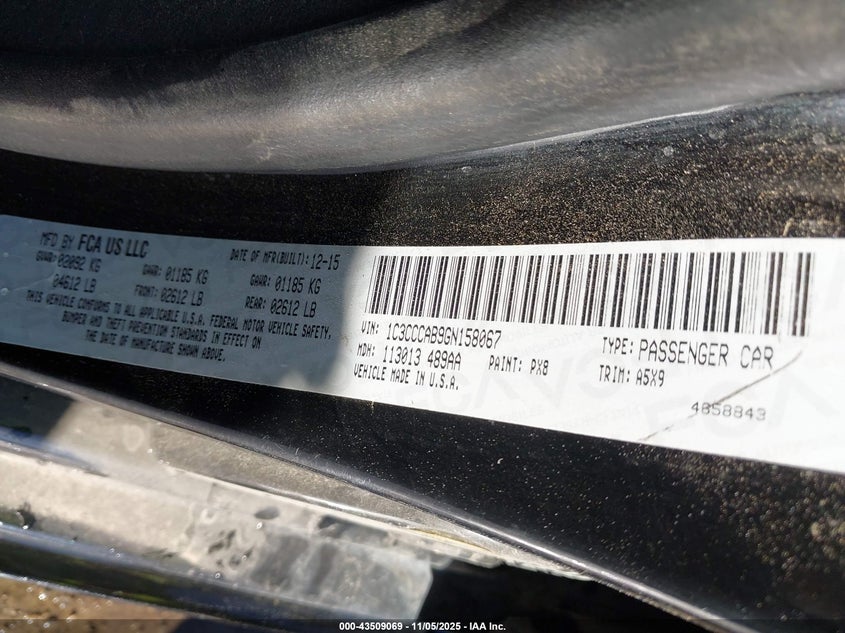 MFD BY FCA US LLC
DATE OF MFR(BUILT): 12-15
GVWR: 02092 KG
04612 LB
GAWR: 01185 KG
FRONT: 02612 LB
GAWR: 01185 KG
REAR: 02612 LB
THIS VEHICLE CONFORMS TO ALL APPLICABLE U.S.A. FEDERAL MOTOR VEHICLE SAFETY,
BUMPER AND THEFT PREVENTION STANDARDS IN EFFECT ON
THE DATE OF MANUFACTURE SHOWN ABOVE.
VIN: 1C3CCCAB9GN158067
MDH: 113013 489AA
PAINT: PX8
VEHICLE MADE IN U.S.A.
TYPE: PASSENGER CAR
TRIM: A5X9
4858843
000-43509069 - 11/05/2025 - IAA Inc.